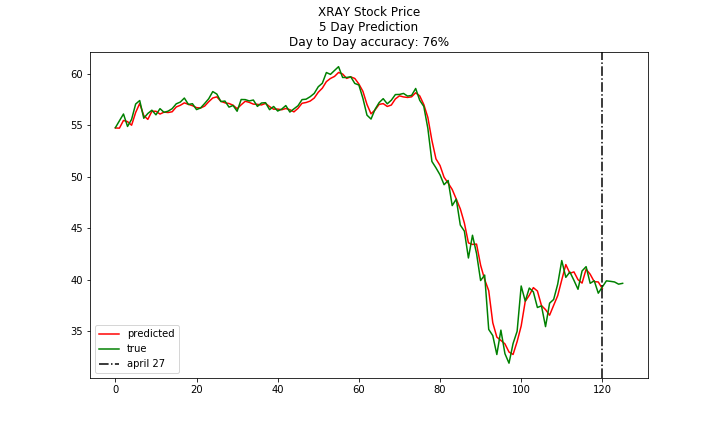 XRAY Stock Price
5 Day Prediction
Day to Day accuracy: 76%
60
55
50
45
40
35
predicted
true
april 27
0 20 40 60 80 100 120